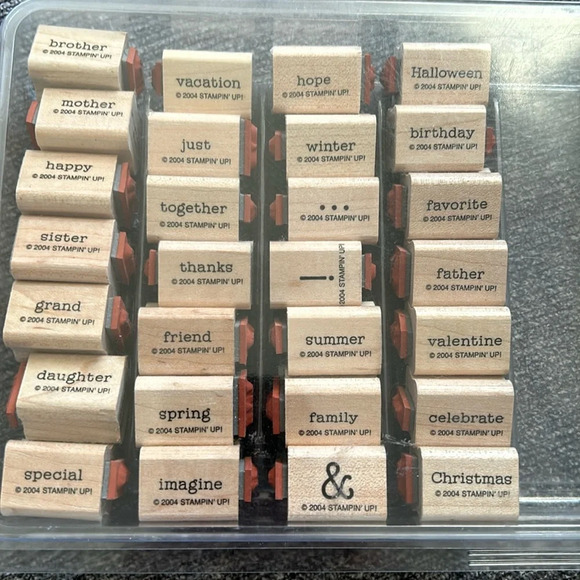 brother
© 2004 STAMPIN' UP!
mother
© 2004 STAMPIN' UP!
happy
© 2004 STAMPIN' UP!
sister
© 2004 STAMPIN' UP!
grand
© 2004 STAMPIN' UP!
daughter
© 2004 STAMPIN' UP!
special
© 2004 STAMPIN' UP!
vacation
© 2004 STAMPIN' UP!
just
© 2004 STAMPIN' UP!
together
© 2004 STAMPIN' UP!
thanks
© 2004 STAMPIN' UP!
friend
© 2004 STAMPIN' UP!
spring
© 2004 STAMPIN' UP!
imagine
© 2004 STAMPIN' UP!
hope
© 2004 STAMPIN' UP!
winter
© 2004 STAMPIN' UP!
...
© 2004 STAMPIN' UP!
!
2004 STAMPIN' UP!
summer
© 2004 STAMPIN' UP!
family
© 2004 STAMPIN' UP!
&
© 2004 STAMPIN' UP!
Halloween
© 2004 STAMPIN' UP!
birthday
© 2004 STAMPIN' UP!
favorite
© 2004 STAMPIN' UP!
father
© 2004 STAMPIN' UP!
valentine
© 2004 STAMPIN' UP!
celebrate
© 2004 STAMPIN' UP!
Christmas
© 2004 STAMPIN' UP!